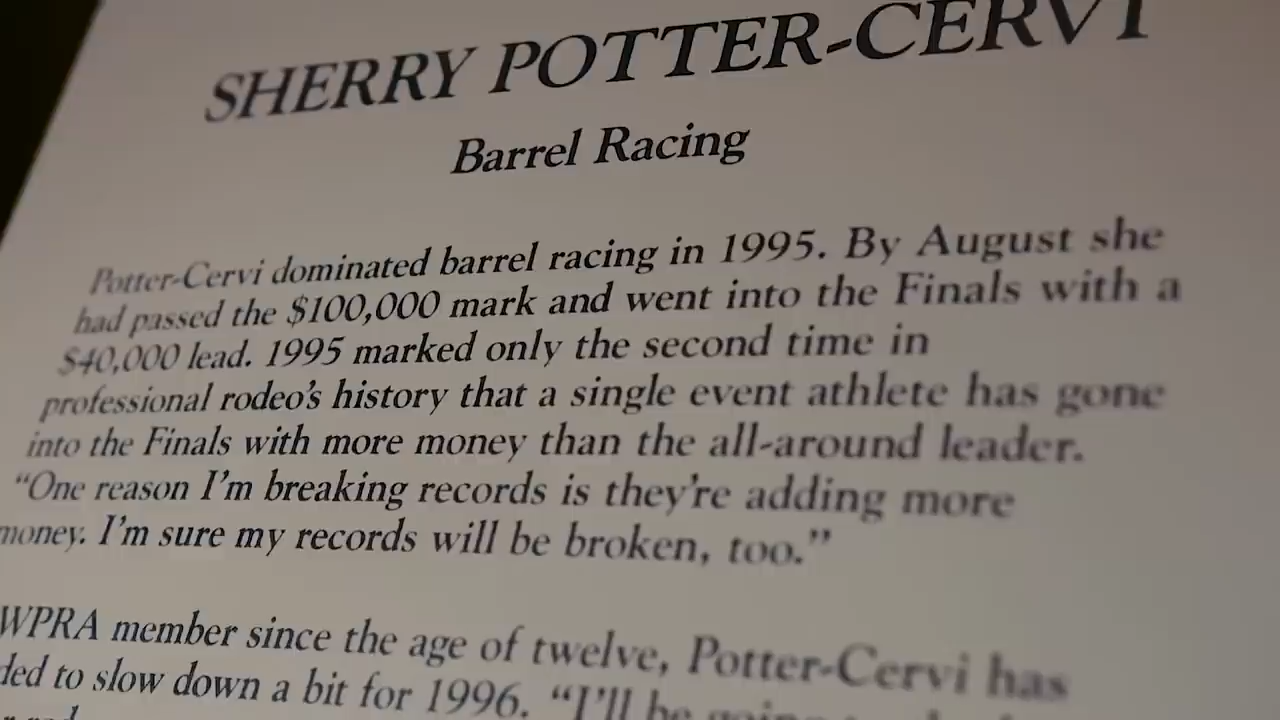 SHERRY POTTER-CERVI
Barrel Racing
Potter-Cervi dominated barrel racing in 1995. By August she
had passed the $100,000 mark and went into the Finals with a
$40,000 lead. 1995 marked only the second time in
professional rodeo's history that a single event athlete has gone
into the Finals with more money than the all-around leader.
"One reason I'm breaking records is they're adding more
money. I'm sure my records will be broken, too."
WPRA member since the age of twelve, Potter-Cervi has
to slow down a bit for 1996. "I'll be going